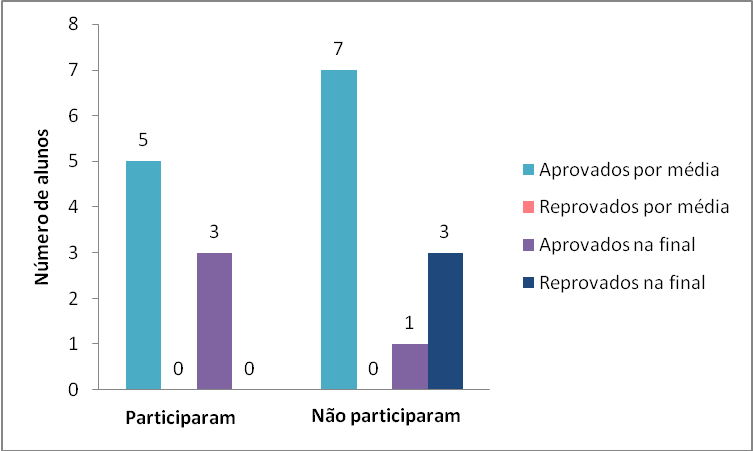 8
7
6
5
4
3
2
1
0
Número de alunos
5
0
3
0
7
0
1
3
Participaram
Não participaram
Aprovados por média
Reprovados por média
Aprovados na final
Reprovados na final